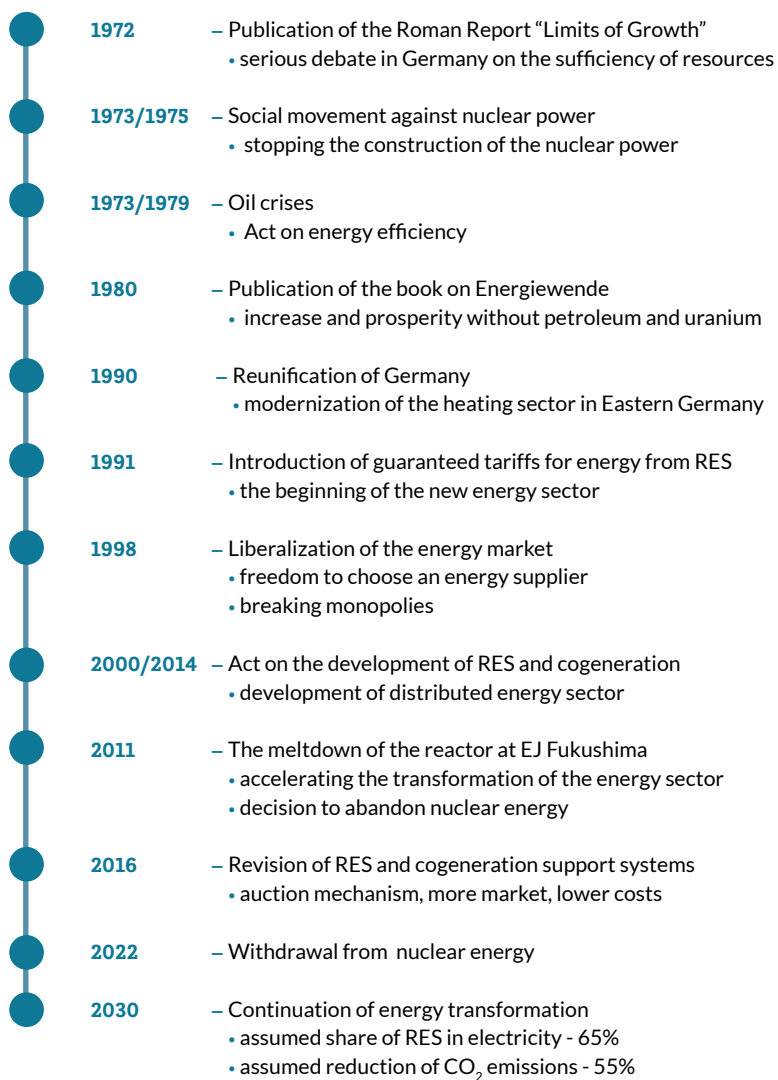 1972 – Publication of the Roman Report “Limits of Growth”
• serious debate in Germany on the sufficiency of resources
1973/1975 – Social movement against nuclear power
• stopping the construction of the nuclear power
1973/1979 – Oil crises
• Act on energy efficiency
1980 – Publication of the book on Energiewende
• increase and prosperity without petroleum and uranium
1990 – Reunification of Germany
• modernization of the heating sector in Eastern Germany
1991 – Introduction of guaranteed tariffs for energy from RES
• the beginning of the new energy sector
1998 – Liberalization of the energy market
• freedom to choose an energy supplier
• breaking monopolies
2000/2014 – Act on the development of RES and cogeneration
• development of distributed energy sector
2011 – The meltdown of the reactor at EJ Fukushima
• accelerating the transformation of the energy sector
• decision to abandon nuclear energy
2016 – Revision of RES and cogeneration support systems
• auction mechanism, more market, lower costs
2022 – Withdrawal from nuclear energy
2030 – Continuation of energy transformation
• assumed share of RES in electricity - 65%
• assumed reduction of CO₂ emissions - 55%